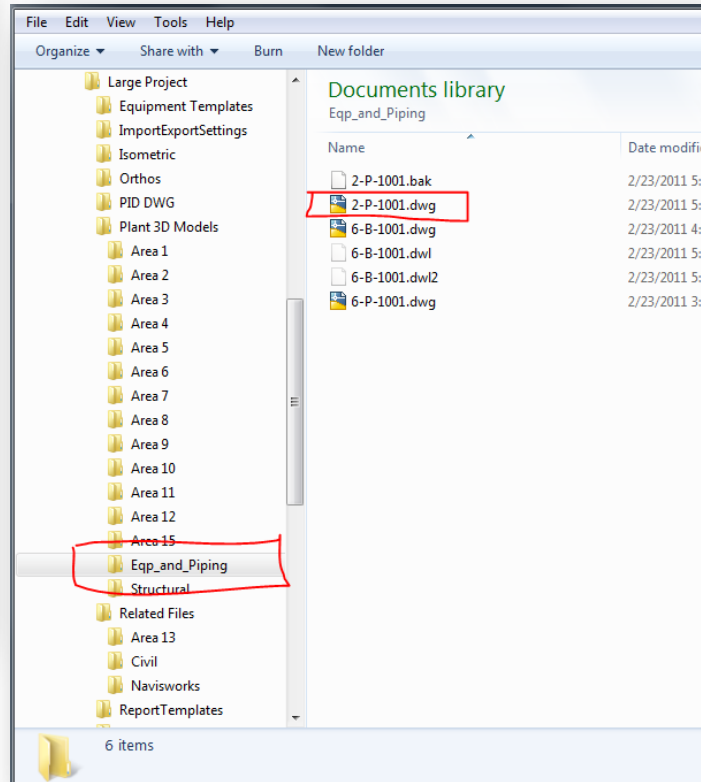 File Edit View Tools Help
Organize Share with Burn New folder
Large Project
Equipment Templates
ImportExportSettings
Isometric
Orthos
PID DWG
Plant 3D Models
Area 1
Area 2
Area 3
Area 4
Area 5
Area 6
Area 7
Area 8
Area 9
Area 10
Area 11
Area 12
Area 15
Eqp_and_Piping
Structural
Related Files
Area 13
Civil
Navisworks
ReportTemplates
Documents library
Eqp_and_Piping
Name Date modifi
2-P-1001.bak 2/23/2011 5:
2-P-1001.dwg 2/23/2011 5:
6-B-1001.dwg 2/23/2011 4:
6-B-1001.dwl 2/23/2011 5:
6-B-1001.dwl2 2/23/2011 5:
6-P-1001.dwg 2/23/2011 3:
6 items